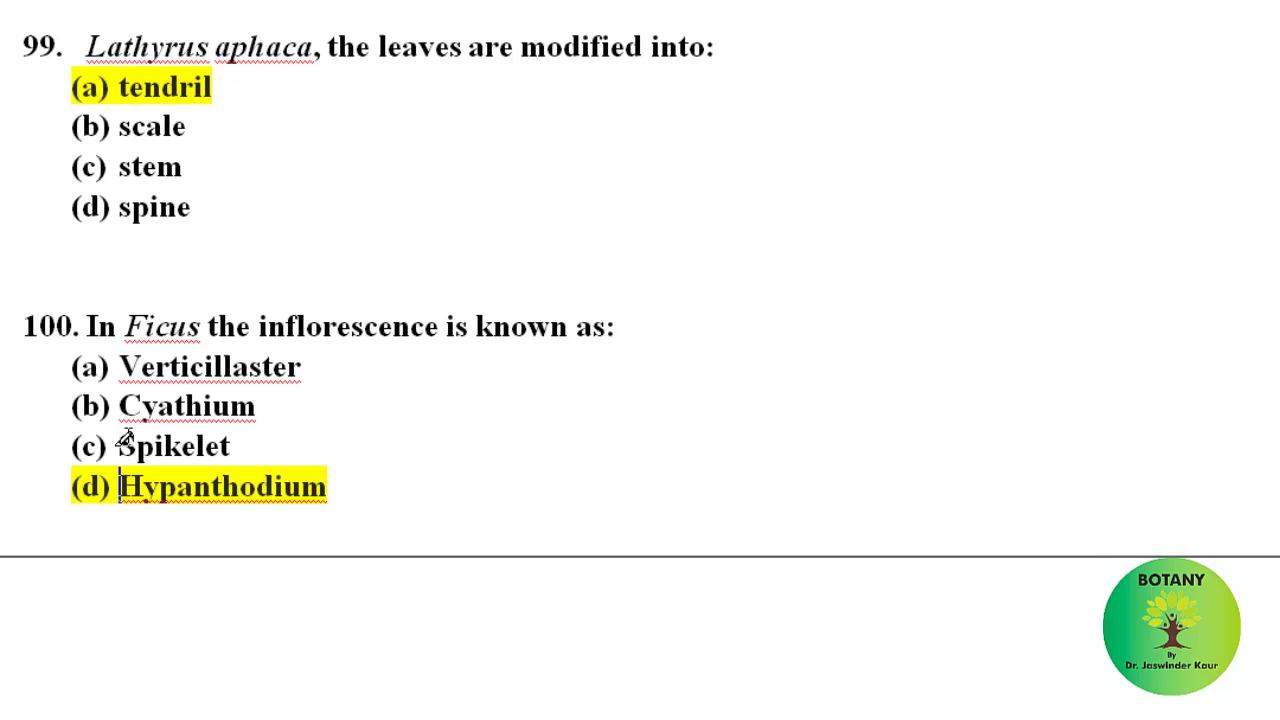 99. Lathyrus aphaca, the leaves are modified into:
(a) tendril
(b) scale
(c) stem
(d) spine
100. In Ficus the inflorescence is known as:
(a) Verticillaster
(b) Cyathium
(c) Spikelet
(d) Hypanthodium
BOTANY
By
Dr. Jaswinder Kaur